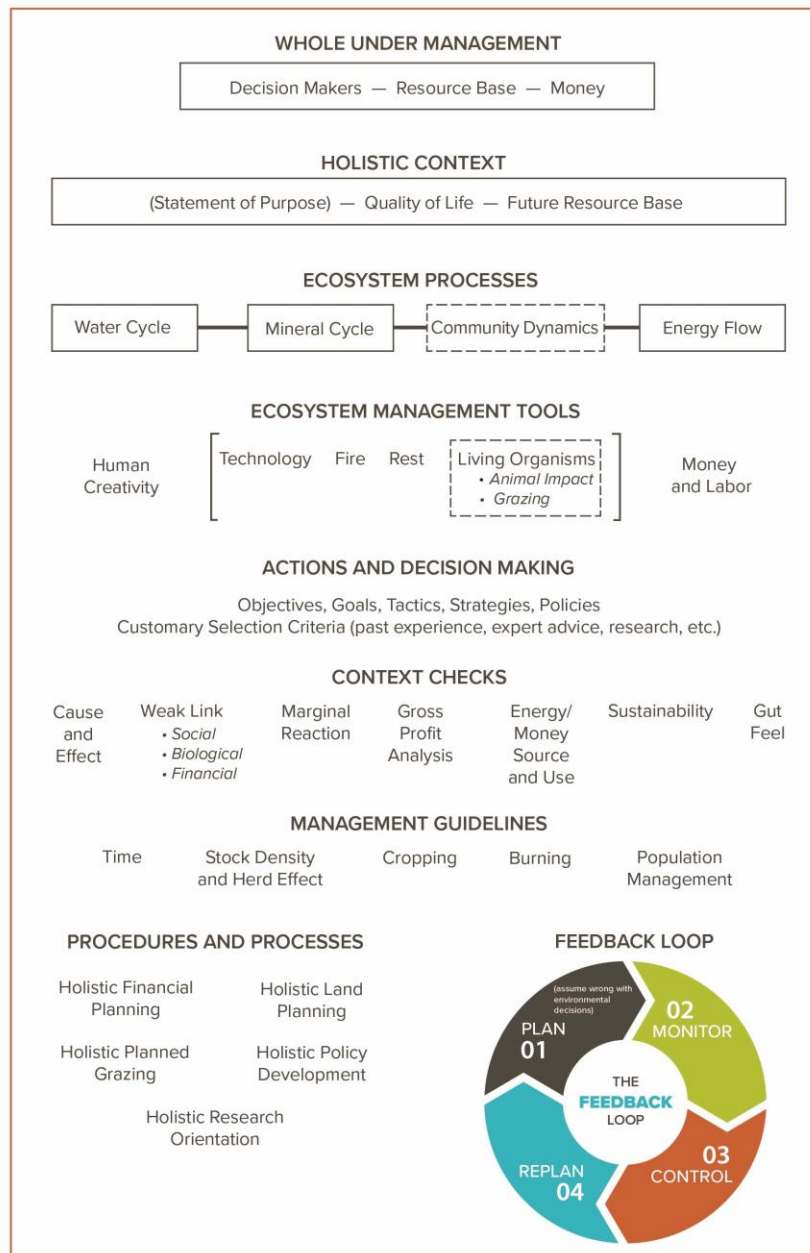 WHOLE UNDER MANAGEMENT
Decision Makers — Resource Base — Money
HOLISTIC CONTEXT
(Statement of Purpose) — Quality of Life — Future Resource Base
ECOSYSTEM PROCESSES
Water Cycle
Mineral Cycle
Community Dynamics
Energy Flow
ECOSYSTEM MANAGEMENT TOOLS
Human
Creativity
Technology
Fire
Rest
Living Organisms
• Animal Impact
• Grazing
Money
and Labor
ACTIONS AND DECISION MAKING
Objectives, Goals, Tactics, Strategies, Policies
Customary Selection Criteria (past experience, expert advice, research, etc.)
CONTEXT CHECKS
Cause
and
Effect
Weak Link
• Social
• Biological
• Financial
Marginal
Reaction
Gross
Profit
Analysis
Energy/
Money
Source
and Use
Sustainability
Gut
Feel
MANAGEMENT GUIDELINES
Time
Stock Density
and Herd Effect
Cropping
Burning
Population
Management
PROCEDURES AND PROCESSES
Holistic Financial
Planning
Holistic Land
Planning
Holistic Planned
Grazing
Holistic Policy
Development
Holistic Research
Orientation
FEEDBACK LOOP
(assume wrong with
environmental
decisions)
PLAN
01
02
MONITOR
THE
FEEDBACK
LOOP
03
CONTROL
REPLAN
04